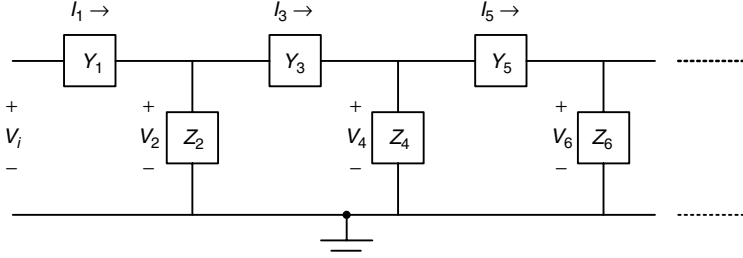 I₁ → I₃ → I₅ →
Y₁ Y₃ Y₅
+ + + +
Vᵢ V₂ Z₂ V₄ Z₄ V₆ Z₆
− − − −